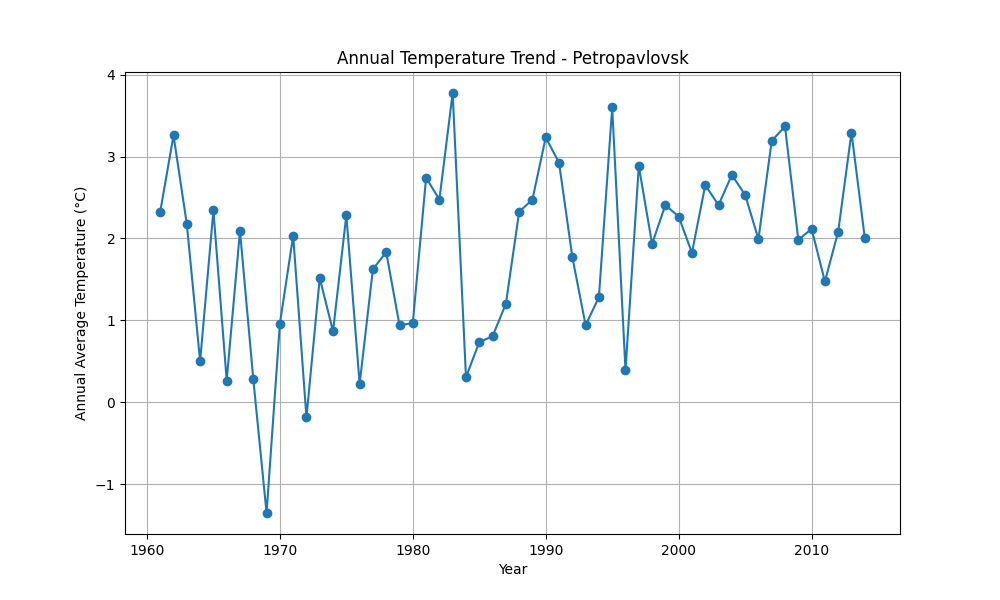 Annual Temperature Trend - Petropavlovsk
4
3
2
1
0
−1
Annual Average Temperature (°C)
1960 1970 1980 1990 2000 2010
Year